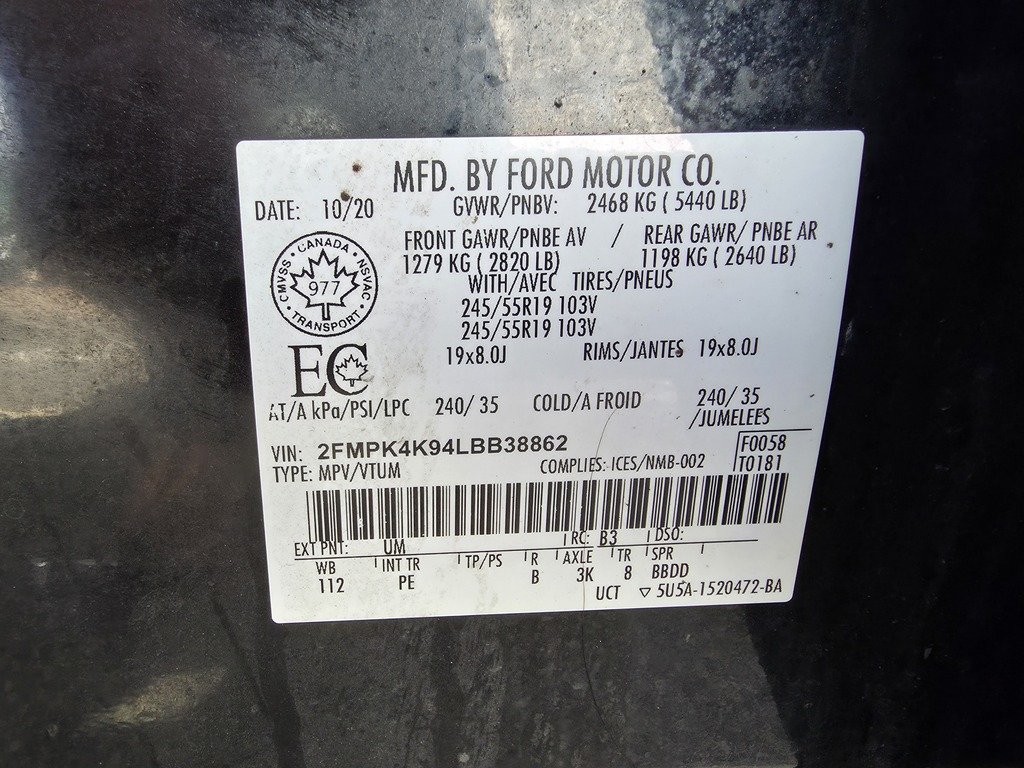 MFD. BY FORD MOTOR CO.
DATE: 10/20 GVWR/PNBV: 2468 KG ( 5440 LB)
FRONT GAWR/PNBE AV / REAR GAWR/ PNBE AR
1279 KG ( 2820 LB) 1198 KG ( 2640 LB)
WITH/AVEC TIRES/PNEUS
245/55R19 103V
245/55R19 103V
19x8.0J RIMS/JANTES 19x8.0J
CANADA
CMVSS 977 NSVAC
TRANSPORT
EC
AT/A kPa/PSI/LPC 240/ 35 COLD/A FROID 240/ 35
/JUMELEES
VIN: 2FMPK4K94LBB38862 F0058
TYPE: MPV/VTUM COMPLIES: ICES/NMB-002 T0181
EXT PNT: UM RC: B3 DSO:
WB INT TR TP/PS R AXLE TR SPR
112 PE B 3K 8 BBDD
UCT ▽ 5U5A-1520472-BA